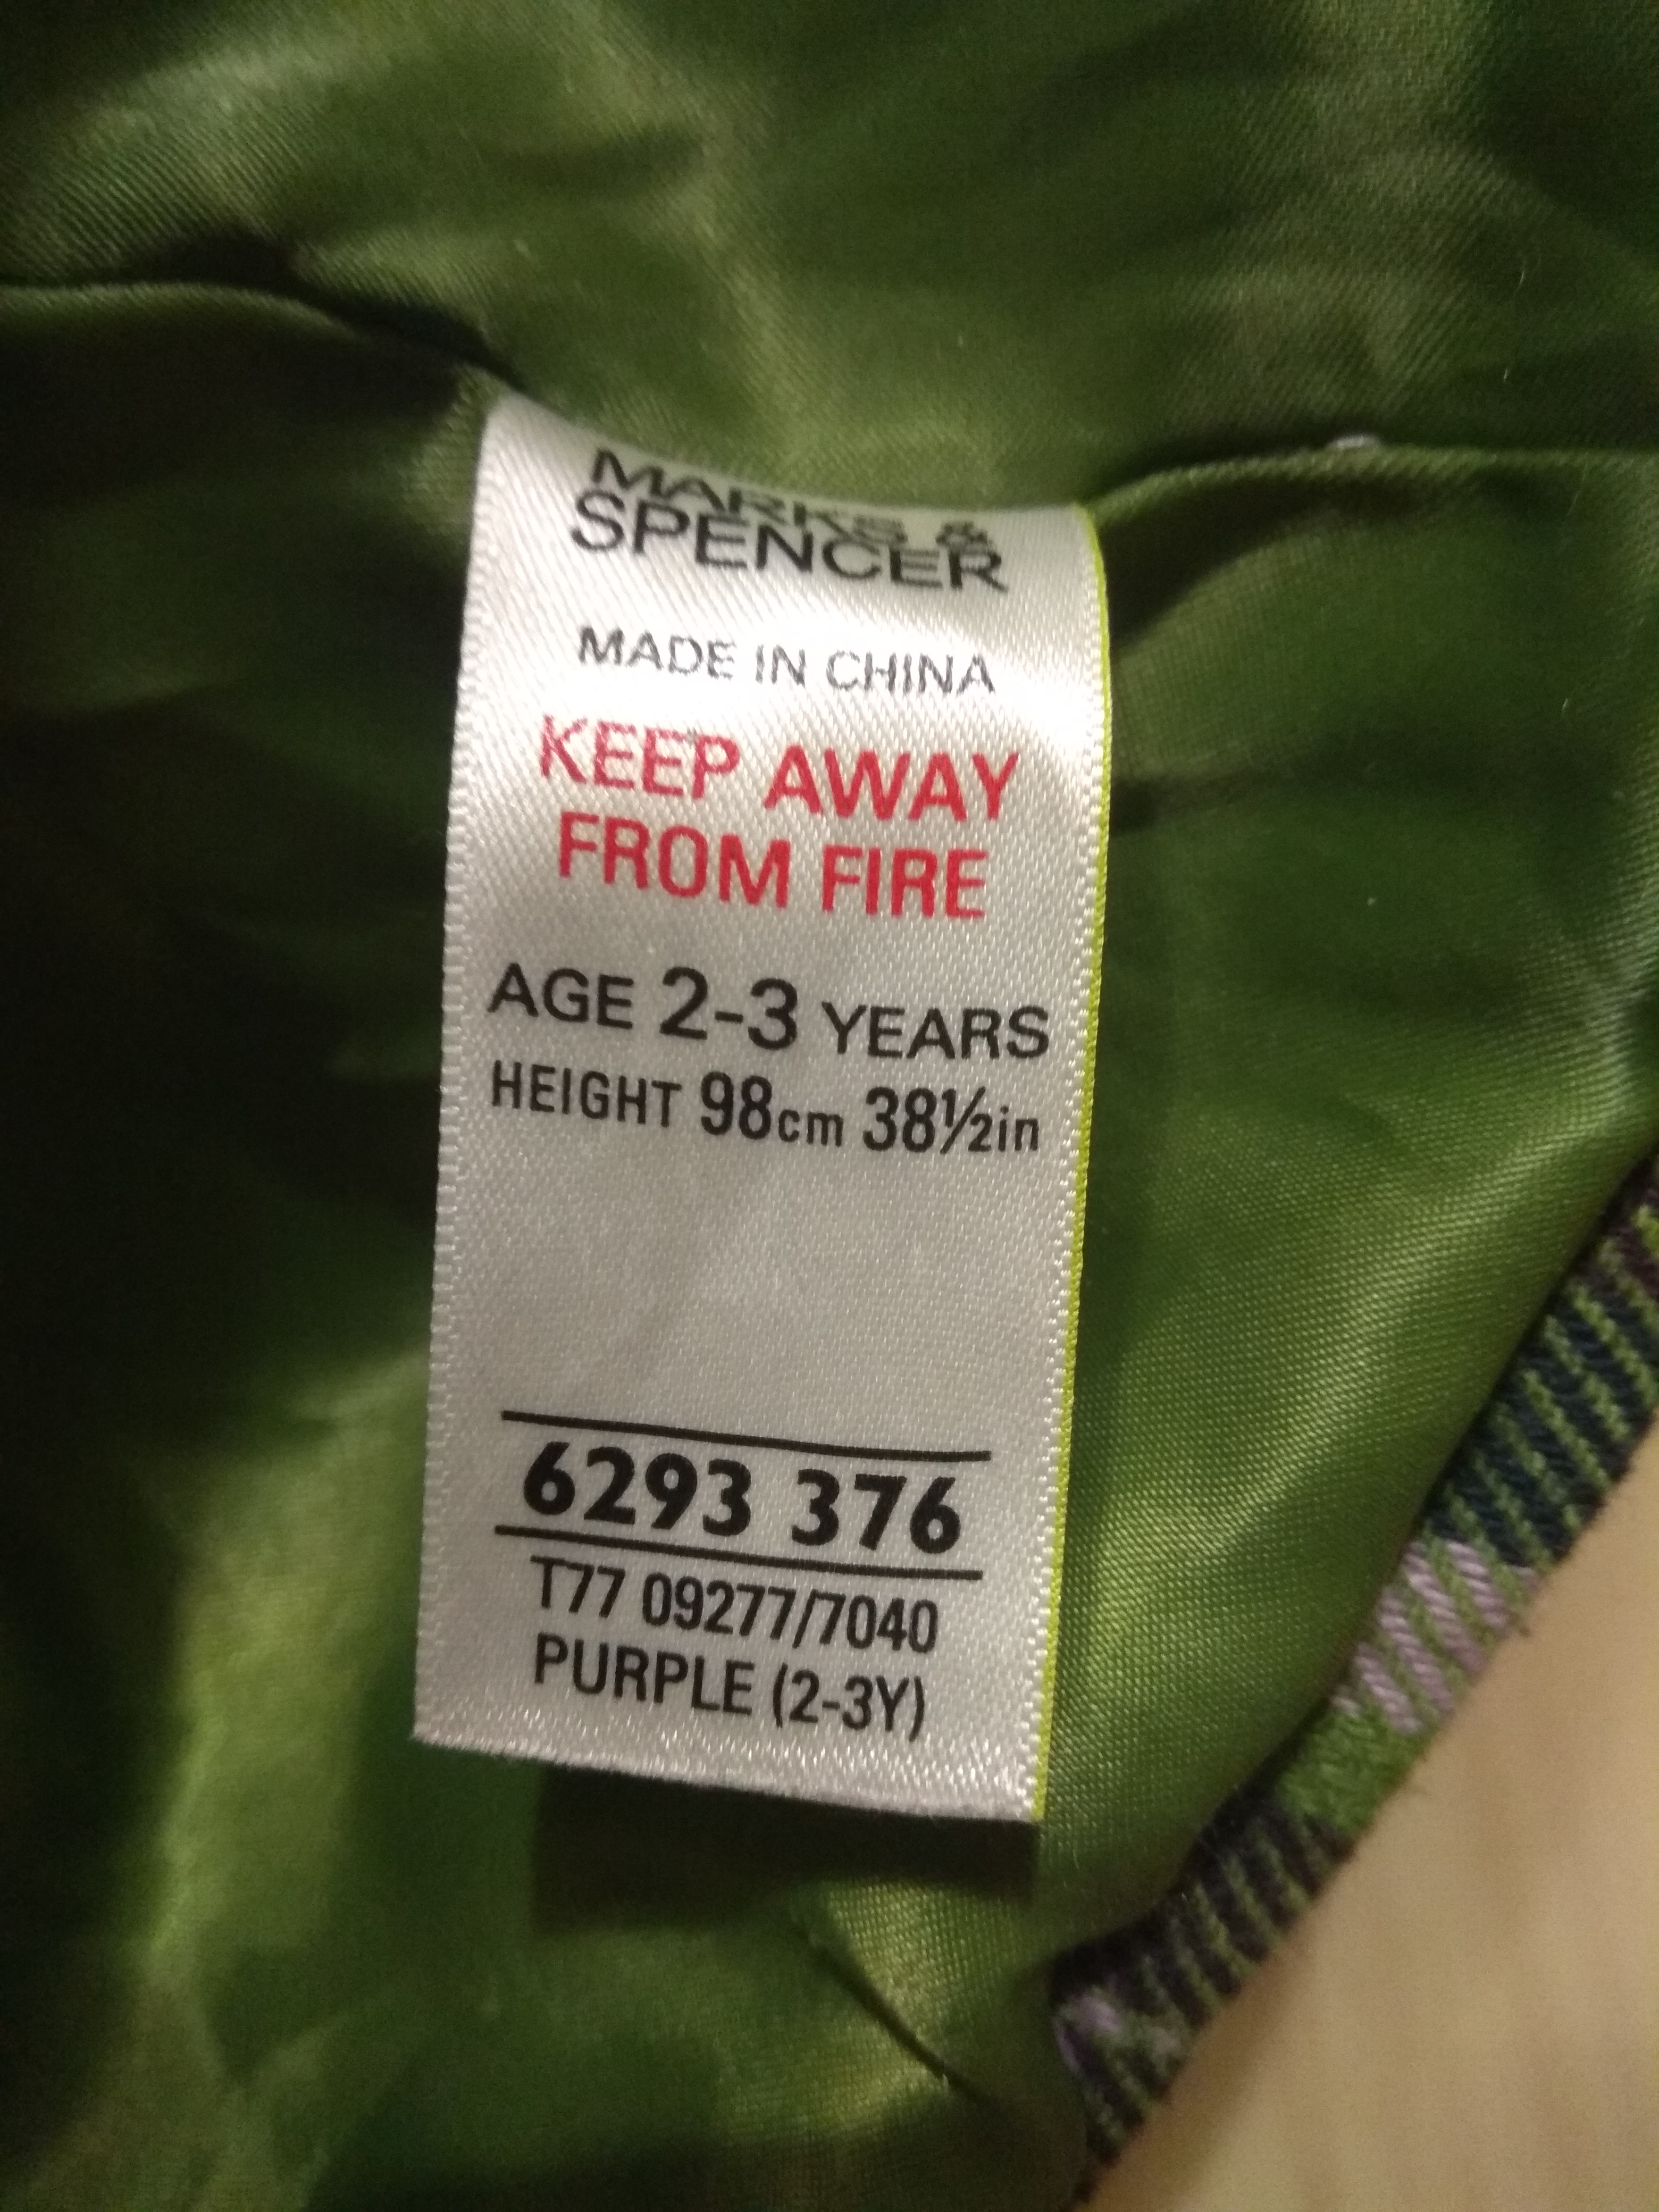 MARKS &
SPENCER
MADE IN CHINA
KEEP AWAY
FROM FIRE
AGE 2-3 YEARS
HEIGHT 98cm 38½in
6293 376
T77 09277/7040
PURPLE (2-3Y)